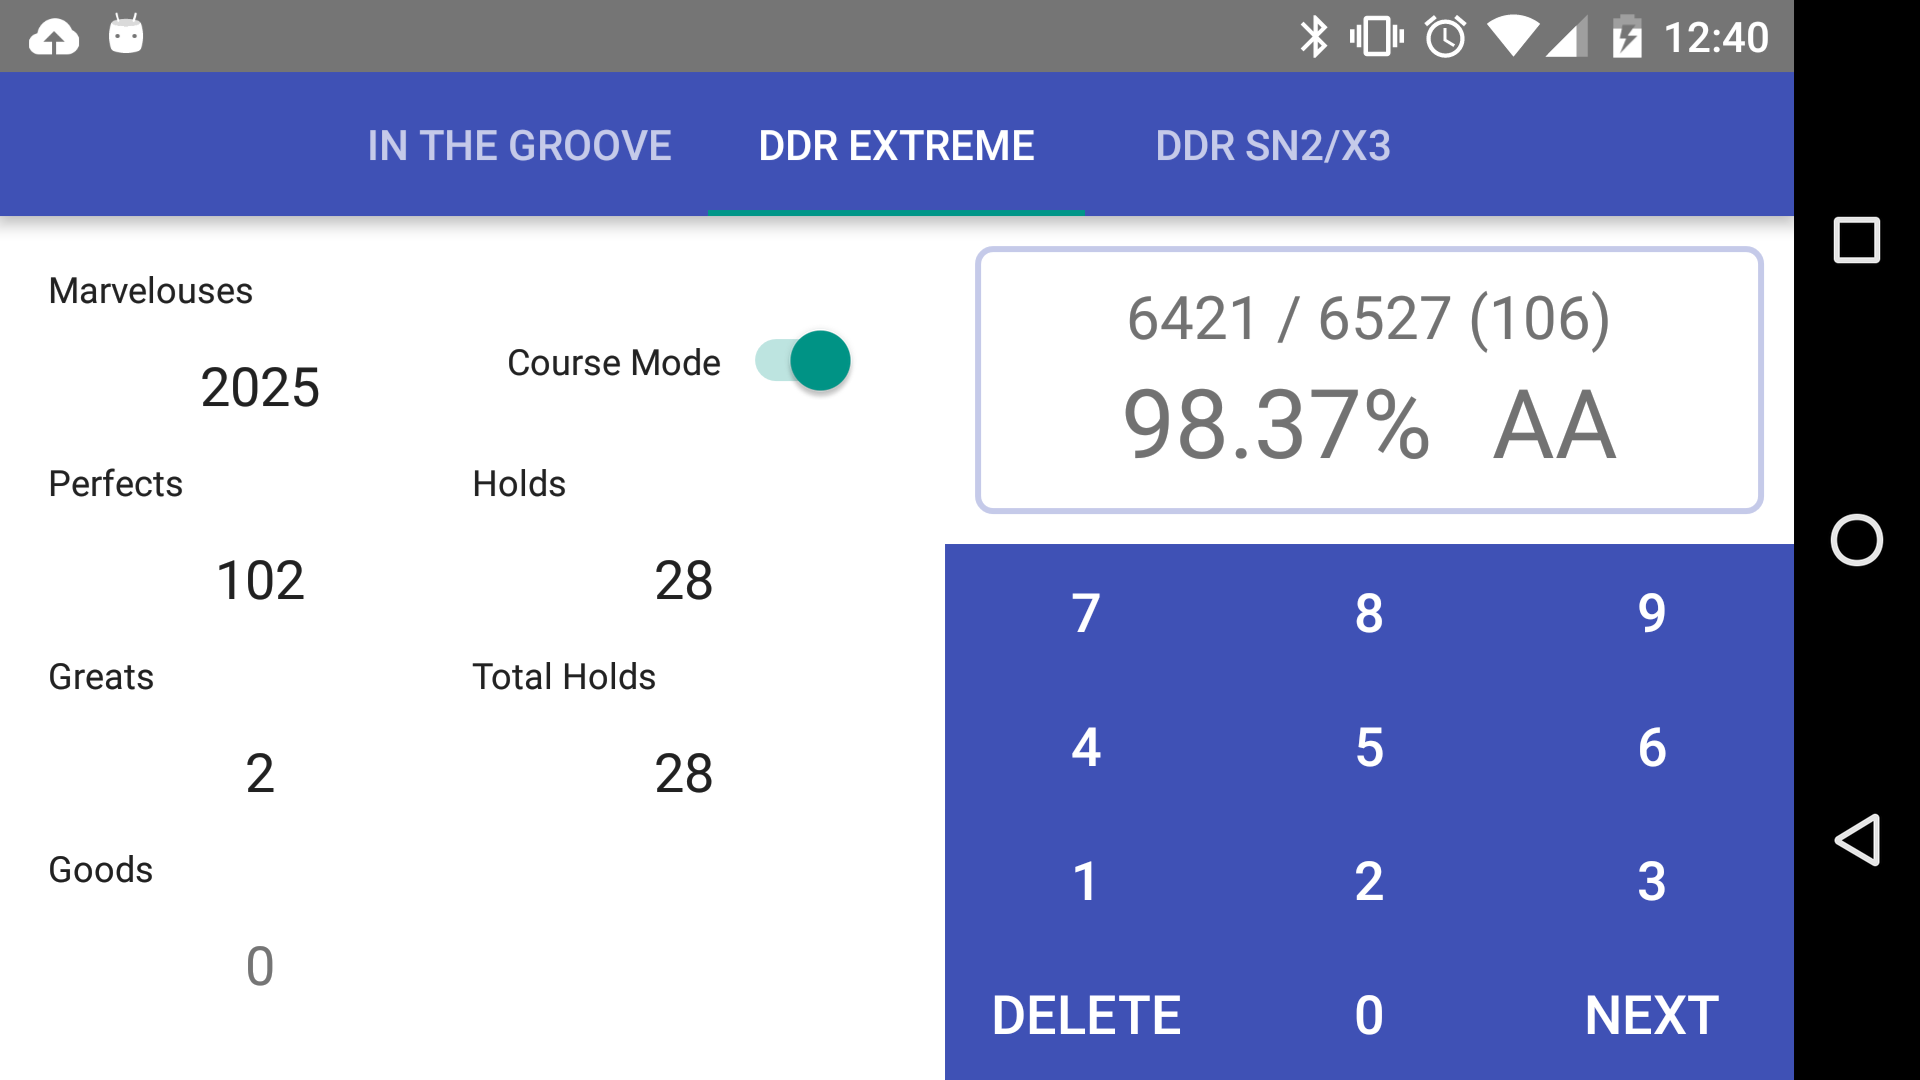 12:40
IN THE GROOVE DDR EXTREME DDR SN2/X3
Marvelouses
2025
Course Mode
Perfects
102
Holds
28
Greats
2
Total Holds
28
Goods
0
6421 / 6527 (106)
98.37% AA
7 8 9
4 5 6
1 2 3
DELETE 0 NEXT